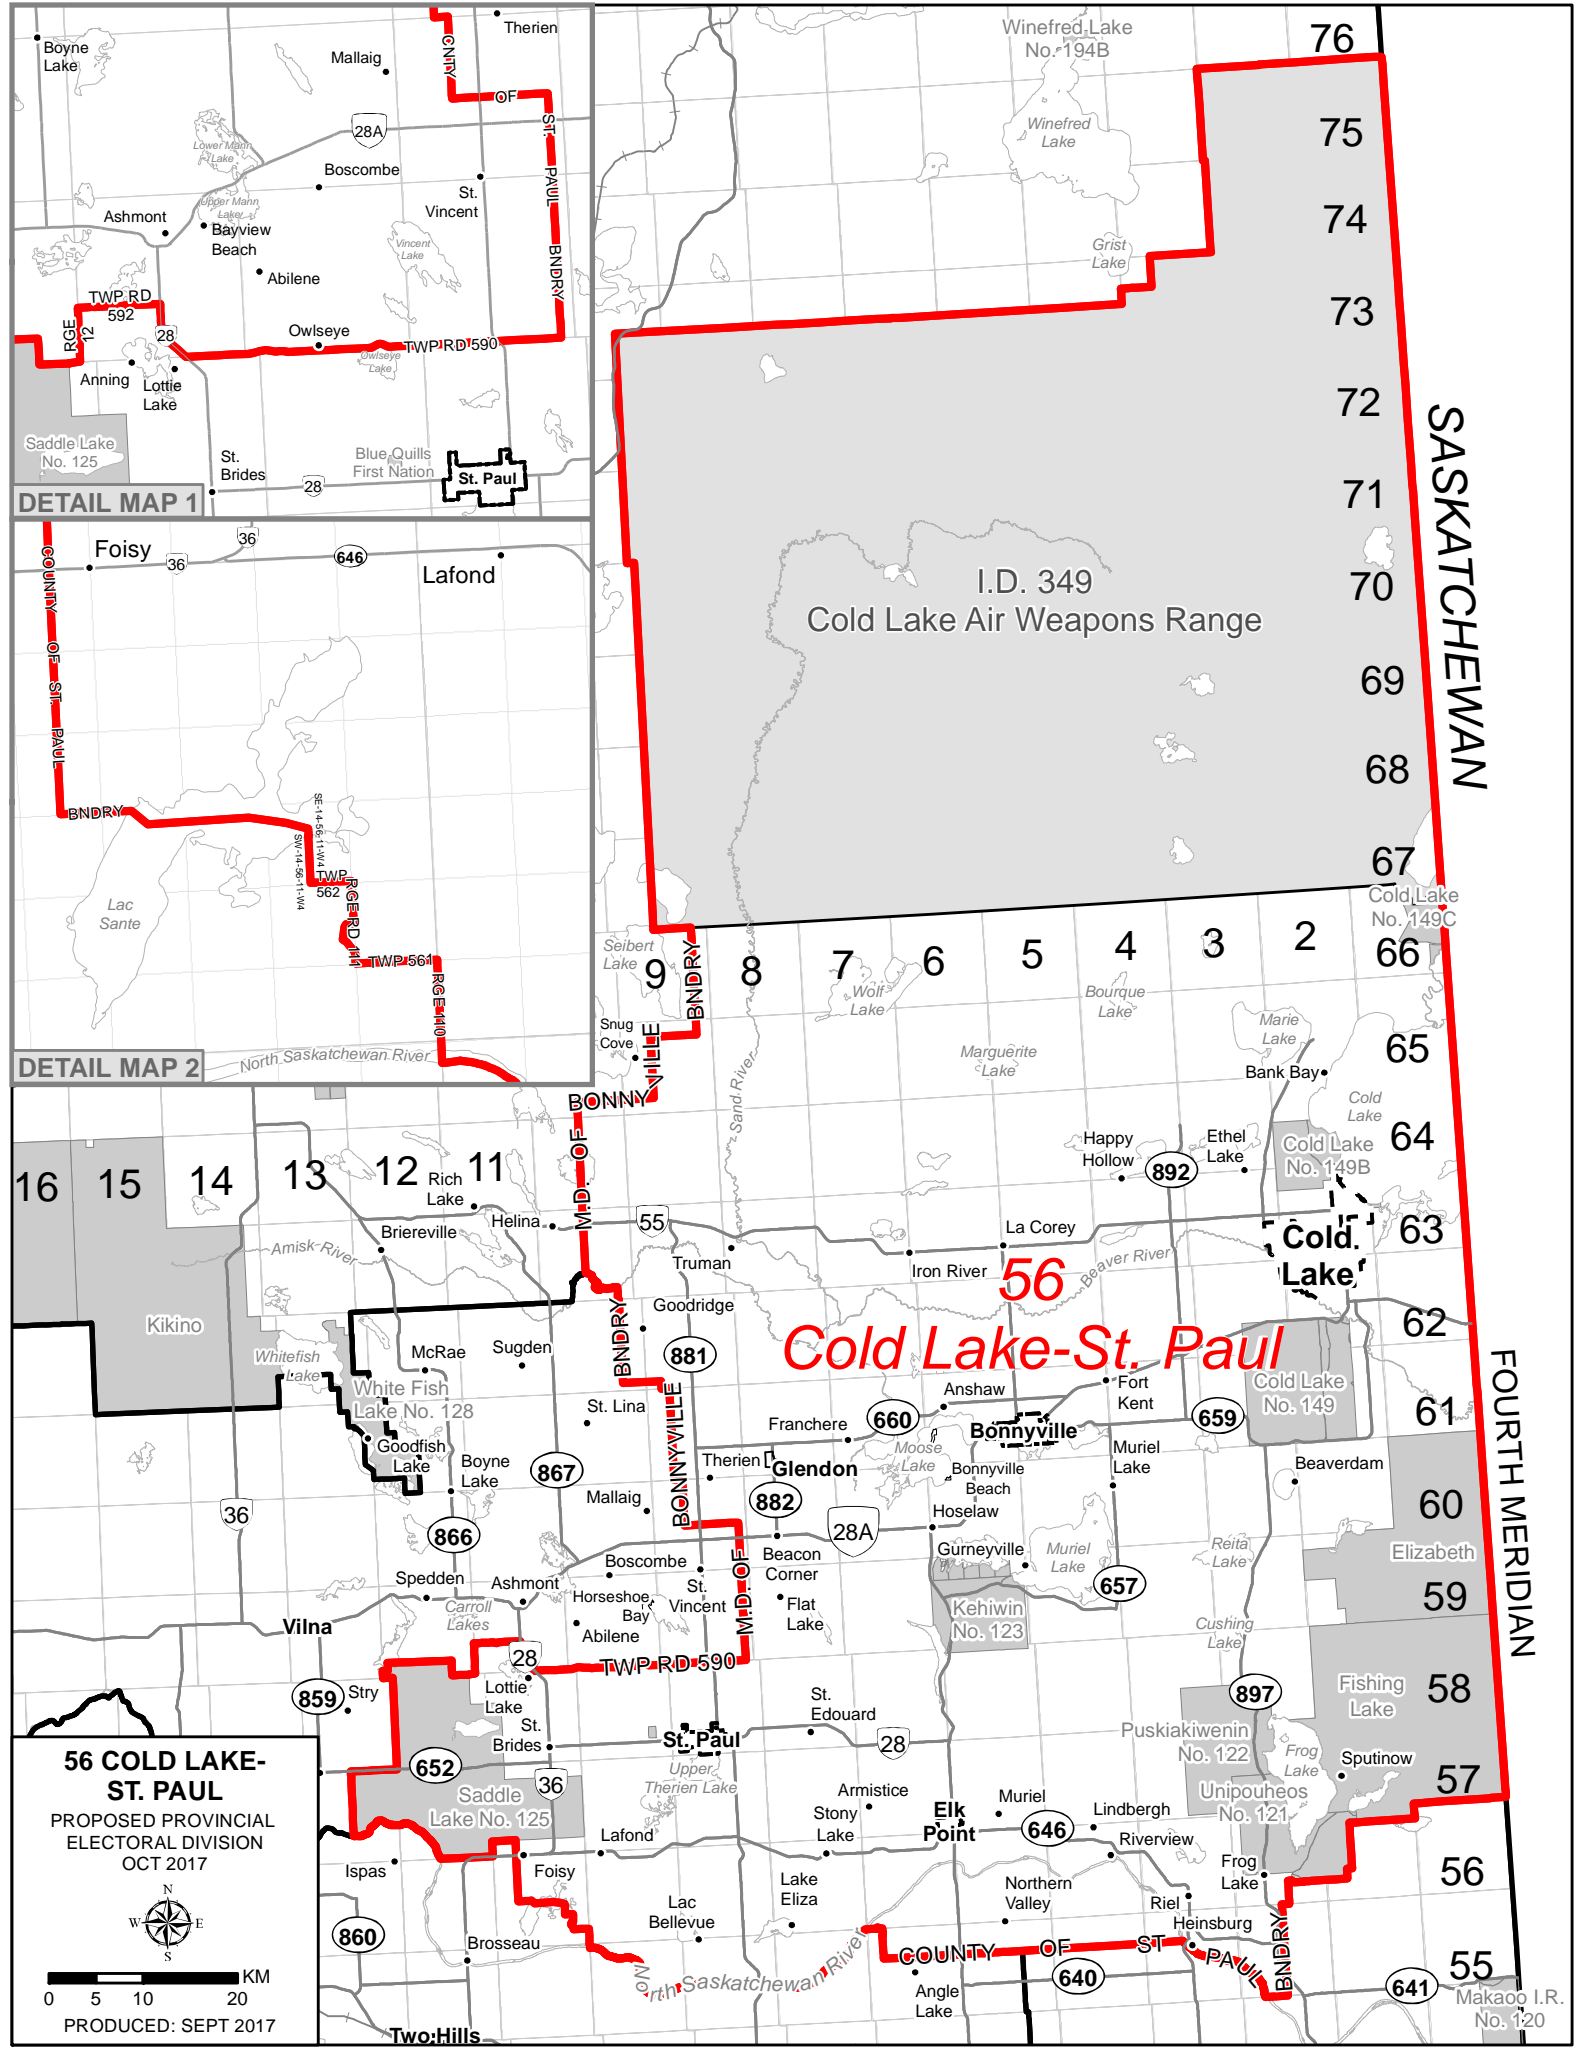 Boyne
Lake
Mallaig
Therien
CNTY
OF
ST.
PAUL
BNDRY
28A
Lower Mann
Lake
Boscombe
Upper Mann
Lake
St.
Vincent
Ashmont
Bayview
Beach
Vincent
Lake
Abilene
TWP RD
592
RGE
12
28
Owlseye
TWP RD 590
Owlseye
Lake
Anning
Lottie
Lake
Saddle Lake
No. 125
St.
Brides
Blue Quills
First Nation
28
St. Paul
DETAIL MAP 1
Foisy
36
36
646
Lafond
COUNTY OF ST. PAUL
BNDRY
SE-14-56-11-W4
SW-14-56-11-W4
TWP
562
RGE RD 111
TWP 561
RGE 110
Lac
Sante
North Saskatchewan River
DETAIL MAP 2
Winefred Lake
No. 194B
76
Winefred
Lake
75
74
Grist
Lake
73
72
71
I.D. 349
Cold Lake Air Weapons Range
70
69
68
67
SASKATCHEWAN
Cold Lake
No. 149C
66
Seibert
Lake
9
BNDRY
8
7
6
5
4
3
2
Wolf
Lake
Bourque
Lake
Snug
Cove
VILLE
BONNY
M.D. OF
Sand River
Marguerite
Lake
Marie
Lake
65
Bank Bay
Cold
Lake
64
Happy
Hollow
892
Ethel
Lake
Cold Lake
No. 149B
16
15
14
13
12
11
Rich
Lake
Helina
55
Briereville
Amisk River
Truman
La Corey
Iron River
56
Beaver River
Cold
Lake
63
Kikino
Goodridge
BNDRY
881
Cold Lake-St. Paul
62
Whitefish
Lake
McRae
Sugden
White Fish
Lake No. 128
St. Lina
BONNYVILLE
Anshaw
Fort
Kent
Cold Lake
No. 149
FOURTH MERIDIAN
61
Franchere
660
Bonnyville
659
Goodfish
Lake
Boyne
Lake
867
Therien
Glendon
Moose
Lake
Bonnyville
Beach
Muriel
Lake
Beaverdam
Mallaig
882
Hoselaw
60
36
866
28A
Boscombe
Beacon
Corner
Gurneyville
Muriel
Lake
Reita
Lake
Elizabeth
Spedden
Ashmont
Horseshoe
Bay
St.
Vincent
M.D. OF
Flat
Lake
657
59
Carroll
Lakes
Vilna
Abilene
Kehiwin
No. 123
Cushing
Lake
28
TWP RD 590
859
Stry
Lottie
Lake
St.
Edouard
897
Fishing
Lake
58
St.
Brides
St. Paul
28
Puskiakiwenin
No. 122
Frog
Lake
Sputinow
652
Upper
Therien Lake
36
Saddle
Lake No. 125
Armistice
Unipouheos
No. 121
57
Stony
Lake
Elk
Point
Muriel
Lindbergh
646
Riverview
Lafond
Ispas
Foisy
Lake
Eliza
Frog
Lake
56
Northern
Valley
Riel
Lac
Bellevue
Heinsburg
860
Brosseau
North Saskatchewan River
COUNTY OF ST PAUL BNDRY
Angle
Lake
640
641
55
Makaoo I.R.
No. 120
Two Hills
56 COLD LAKE-
ST. PAUL
PROPOSED PROVINCIAL
ELECTORAL DIVISION
OCT 2017
N
W E
S
KM
0 5 10 20
PRODUCED: SEPT 2017